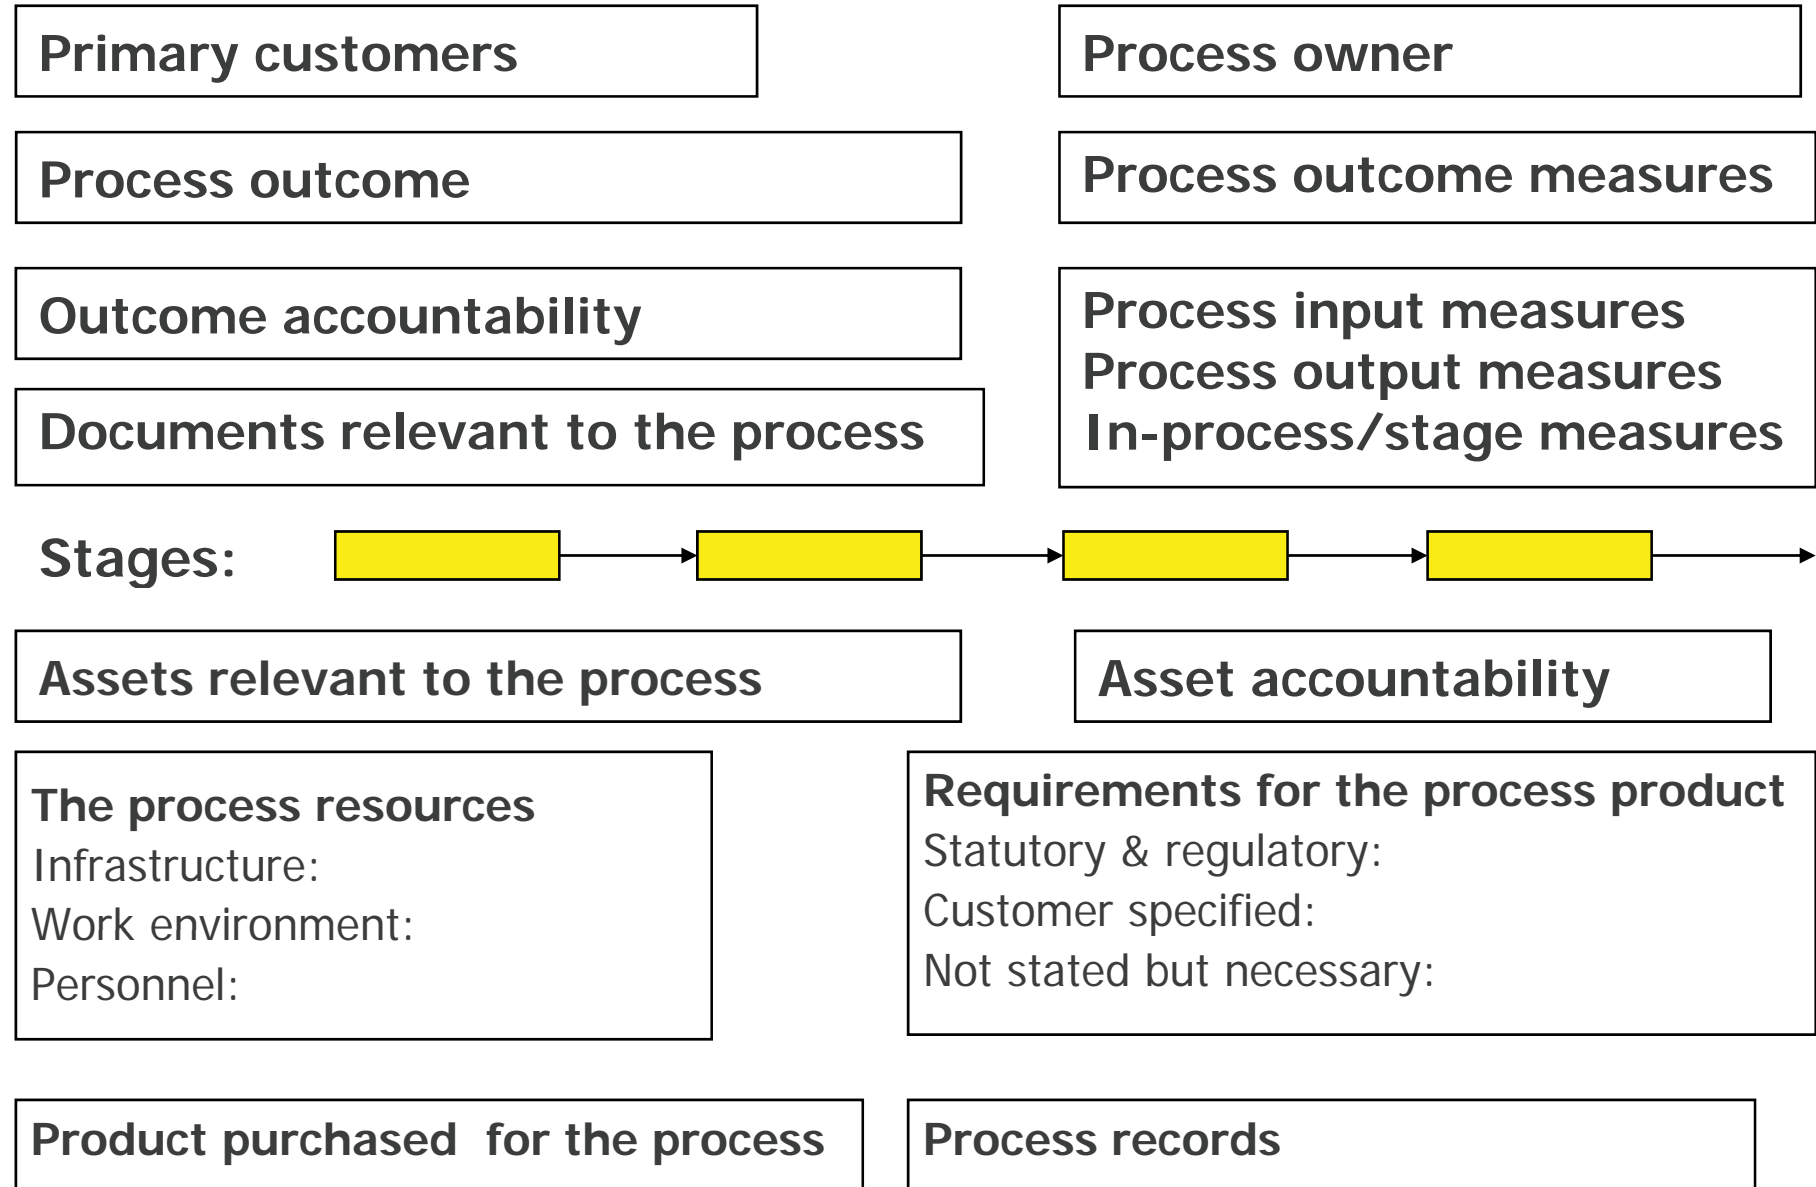 Primary customers
Process owner
Process outcome
Process outcome measures
Outcome accountability
Process input measures
Process output measures
In-process/stage measures
Documents relevant to the process
Stages:
Assets relevant to the process
Asset accountability
The process resources
Infrastructure:
Work environment:
Personnel:
Requirements for the process product
Statutory & regulatory:
Customer specified:
Not stated but necessary:
Product purchased for the process
Process records